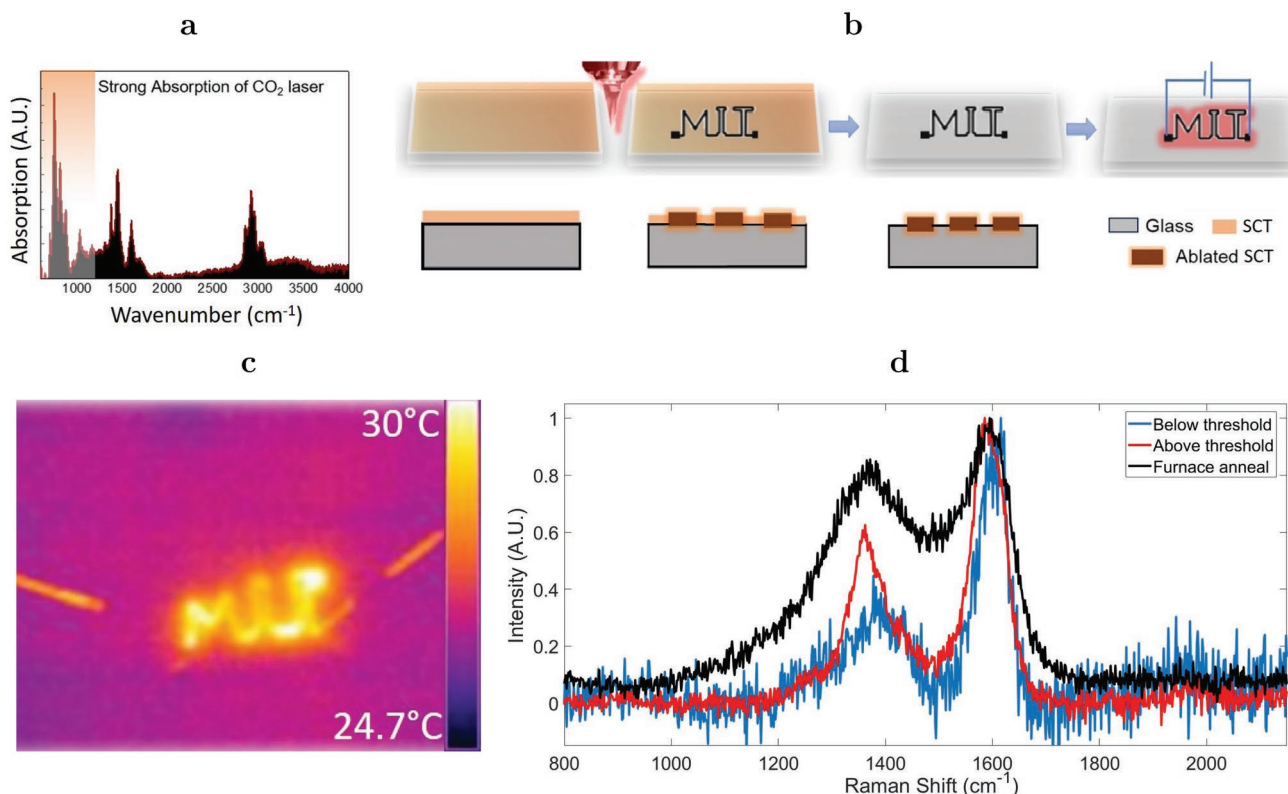 a
Strong Absorption of CO₂ laser
Absorption (A.U.)
1000 1500 2000 2500 3000 3500 4000
Wavenumber (cm⁻¹)
b
MIT
MIT
MIT
Glass
SCT
Ablated SCT
c
30°C
MIT
24.7°C
d
Below threshold
Above threshold
Furnace anneal
Intensity (A.U.)
1
0.8
0.6
0.4
0.2
0
800 1000 1200 1400 1600 1800 2000
Raman Shift (cm⁻¹)